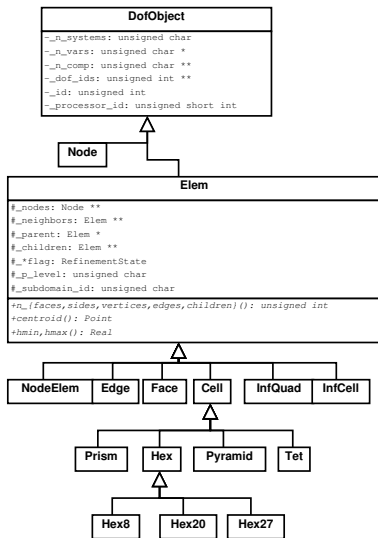 DofObject
-_n_systems: unsigned char
-_n_vars: unsigned char *
-_n_comp: unsigned char **
-_dof_ids: unsigned int **
-_id: unsigned int
-_processor_id: unsigned short int
Node
Elem
#_nodes: Node **
#_neighbors: Elem **
#_parent: Elem *
#_children: Elem **
#_*flag: RefinementState
#_p_level: unsigned char
#_subdomain_id: unsigned char
+n_{faces,sides,vertices,edges,children}(): unsigned int
+centroid(): Point
+hmin,hmax(): Real
NodeElem Edge Face Cell InfQuad InfCell
Prism Hex Pyramid Tet
Hex8 Hex20 Hex27